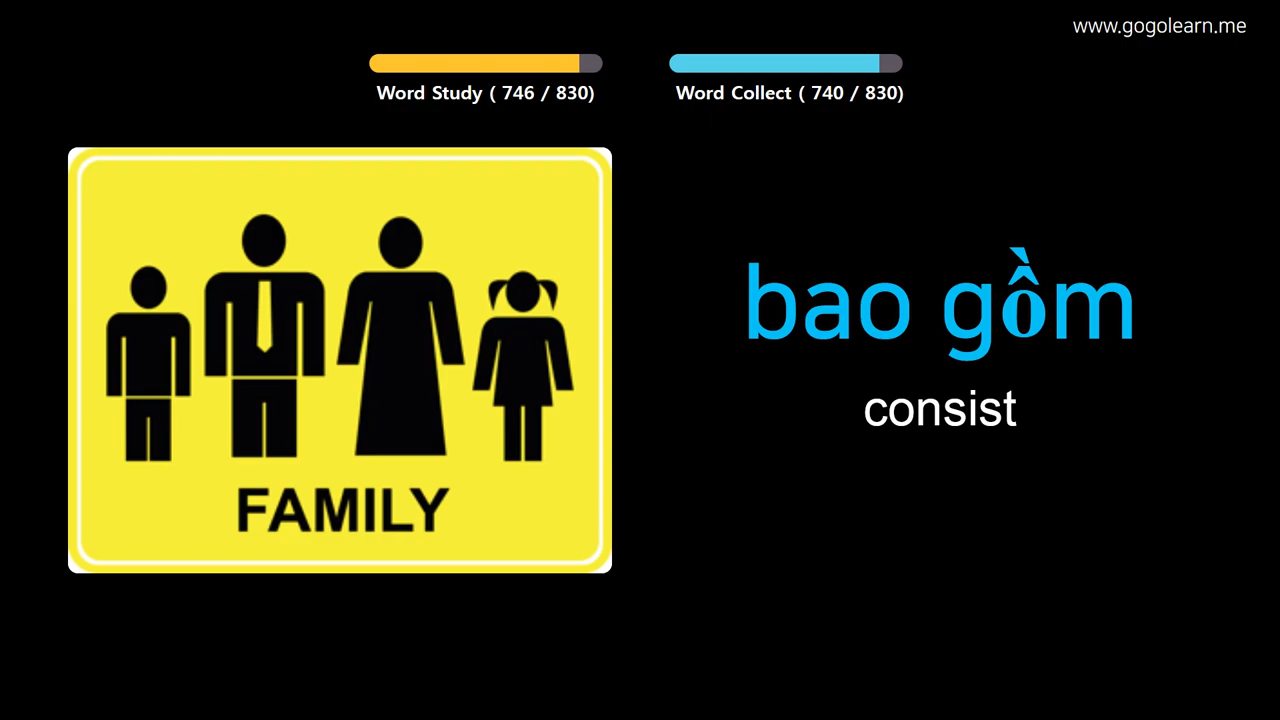 www.gogolearn.me
Word Study ( 746 / 830)
Word Collect ( 740 / 830)
FAMILY
bao gồm
consist